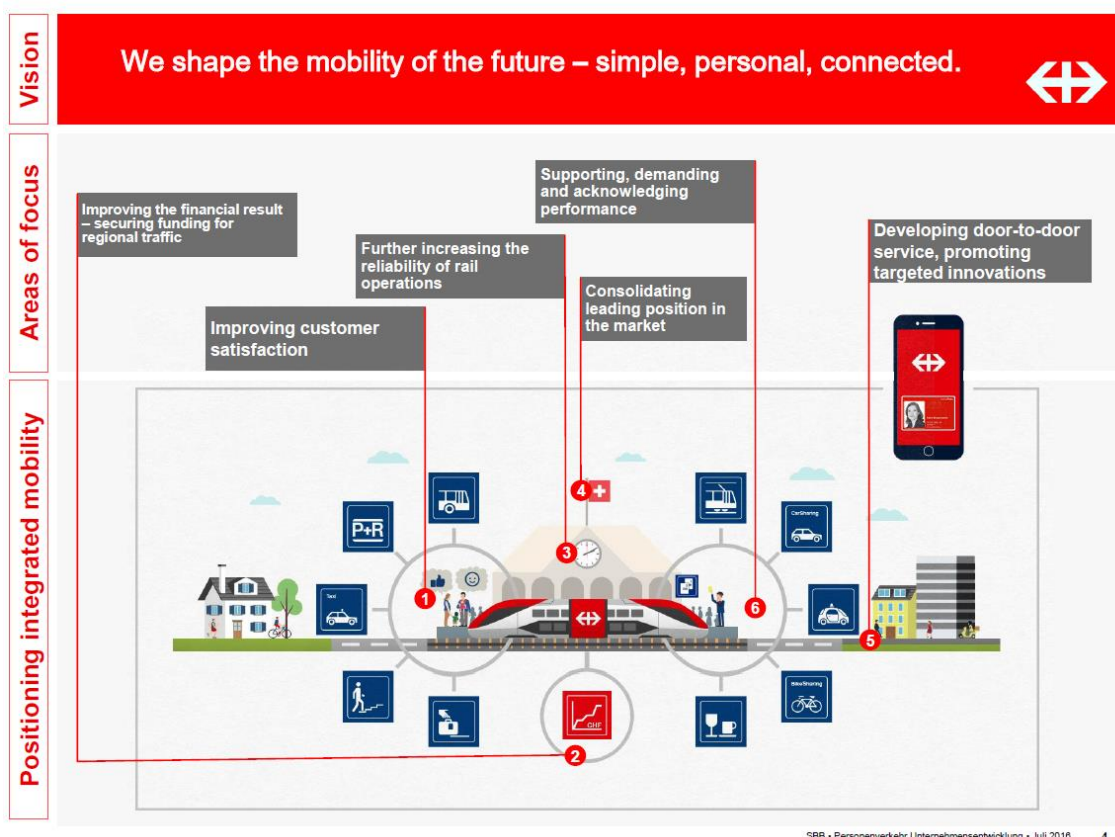 Vision
We shape the mobility of the future – simple, personal, connected.
Areas of focus
Improving the financial result
– securing funding for
regional traffic
Improving customer
satisfaction
Further increasing the
reliability of rail
operations
Supporting, demanding
and acknowledging
performance
Consolidating
leading position in
the market
Developing door-to-door
service, promoting
targeted innovations
Positioning integrated mobility
P+R
Taxi
CarSharing
BikeSharing
CHF
1
2
3
4
5
6
SBB • Personenverkehr Unternehmensentwicklung • Juli 2016 4